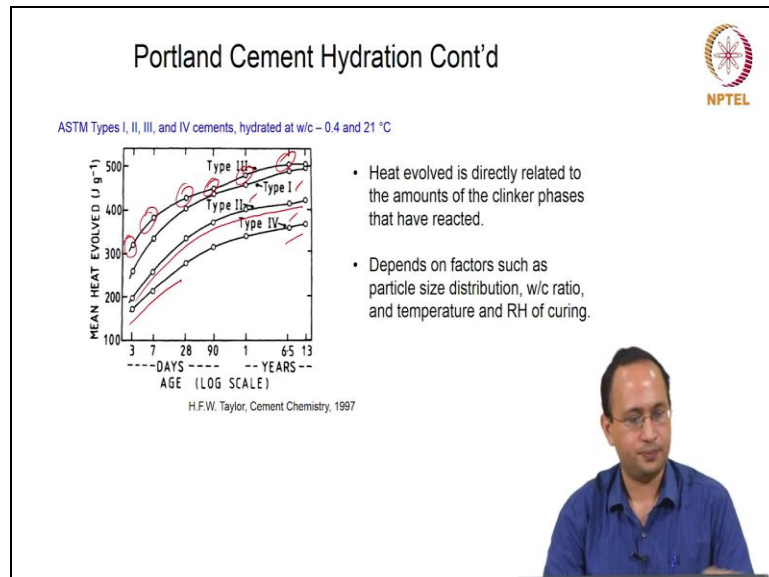 Portland Cement Hydration Cont'd
NPTEL
ASTM Types I, II, III, and IV cements, hydrated at w/c – 0.4 and 21 °C
MEAN HEAT EVOLVED (J g⁻¹)
500
400
300
200
100
Type III
Type I
Type II
Type IV
3 7 28 90 1 65 13
----DAYS---- ----YEARS----
AGE (LOG SCALE)
H.F.W. Taylor, Cement Chemistry, 1997
• Heat evolved is directly related to
the amounts of the clinker phases
that have reacted.
• Depends on factors such as
particle size distribution, w/c ratio,
and temperature and RH of curing.